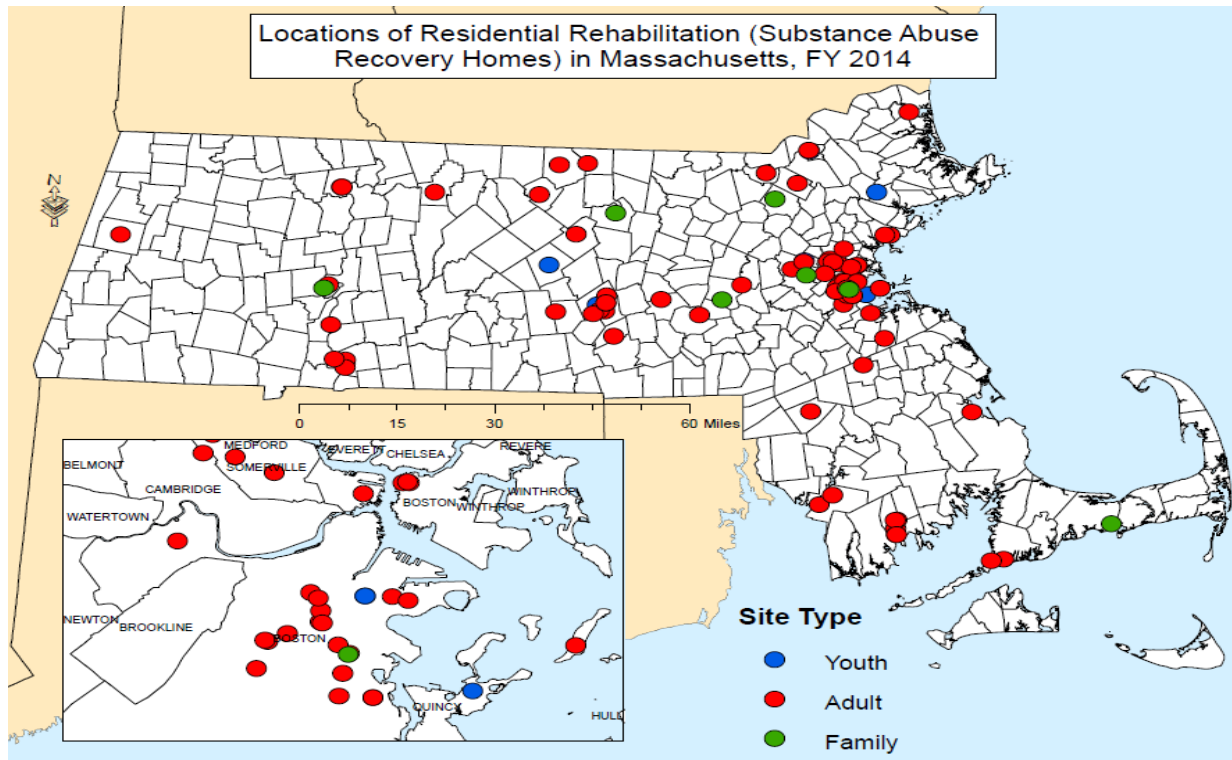 Locations of Residential Rehabilitation (Substance Abuse
Recovery Homes) in Massachusetts, FY 2014
N
0 15 30 60 Miles
MEDFORD
EVERETT
CHELSEA
REVERE
BELMONT
SOMERVILLE
CAMBRIDGE
BOSTON
WINTHROP
WINTHROP
WATERTOWN
NEWTON
BROOKLINE
BOSTON
QUINCY
HULL
Site Type
Youth
Adult
Family